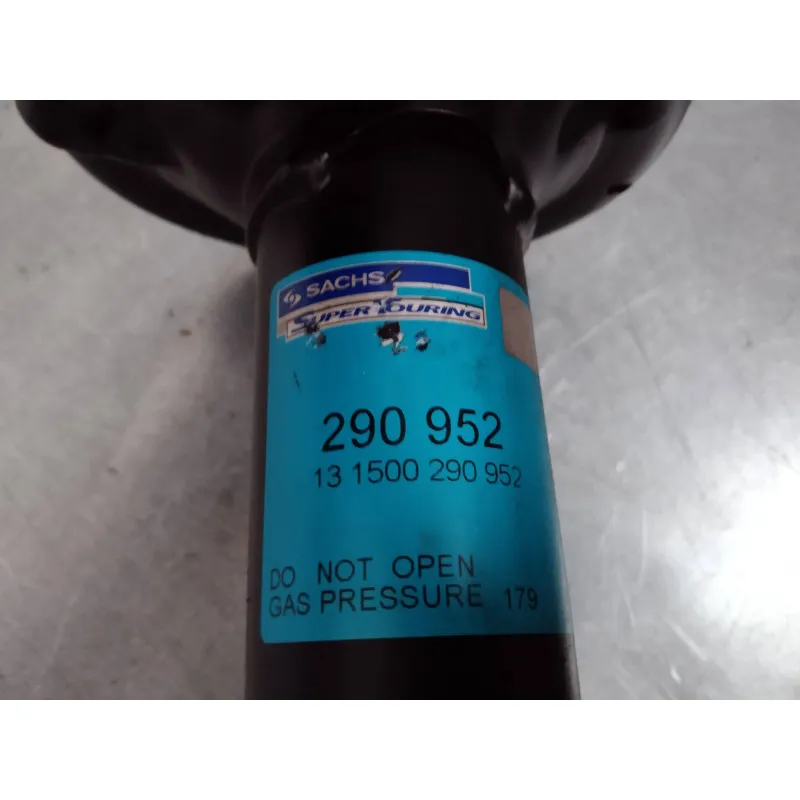 SACHS
SUPER TOURING
290 952
13 1500 290 952
DO NOT OPEN
GAS PRESSURE 179